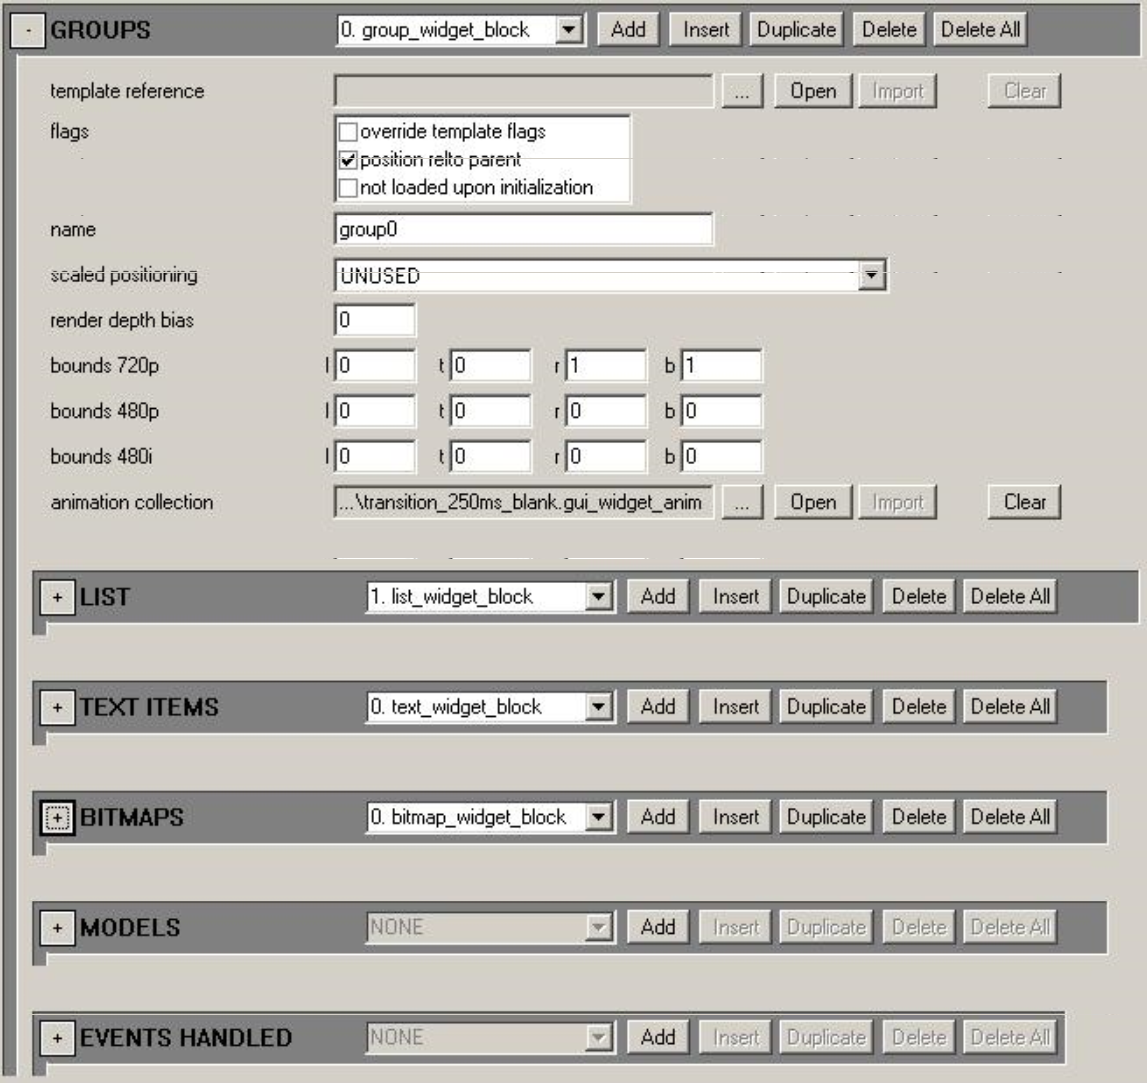 - GROUPS 0. group_widget_block Add Insert Duplicate Delete Delete All
template reference ... Open Import Clear
flags override template flags
position relto parent
not loaded upon initialization
name group0
scaled positioning UNUSED
render depth bias 0
bounds 720p l 0 t 0 r 1 b 1
bounds 480p l 0 t 0 r 0 b 0
bounds 480i l 0 t 0 r 0 b 0
animation collection ...\transition_250ms_blank.gui_widget_anim ... Open Import Clear
+ LIST 1. list_widget_block Add Insert Duplicate Delete Delete All
+ TEXT ITEMS 0. text_widget_block Add Insert Duplicate Delete Delete All
+ BITMAPS 0. bitmap_widget_block Add Insert Duplicate Delete Delete All
+ MODELS NONE Add Insert Duplicate Delete Delete All
+ EVENTS HANDLED NONE Add Insert Duplicate Delete Delete All